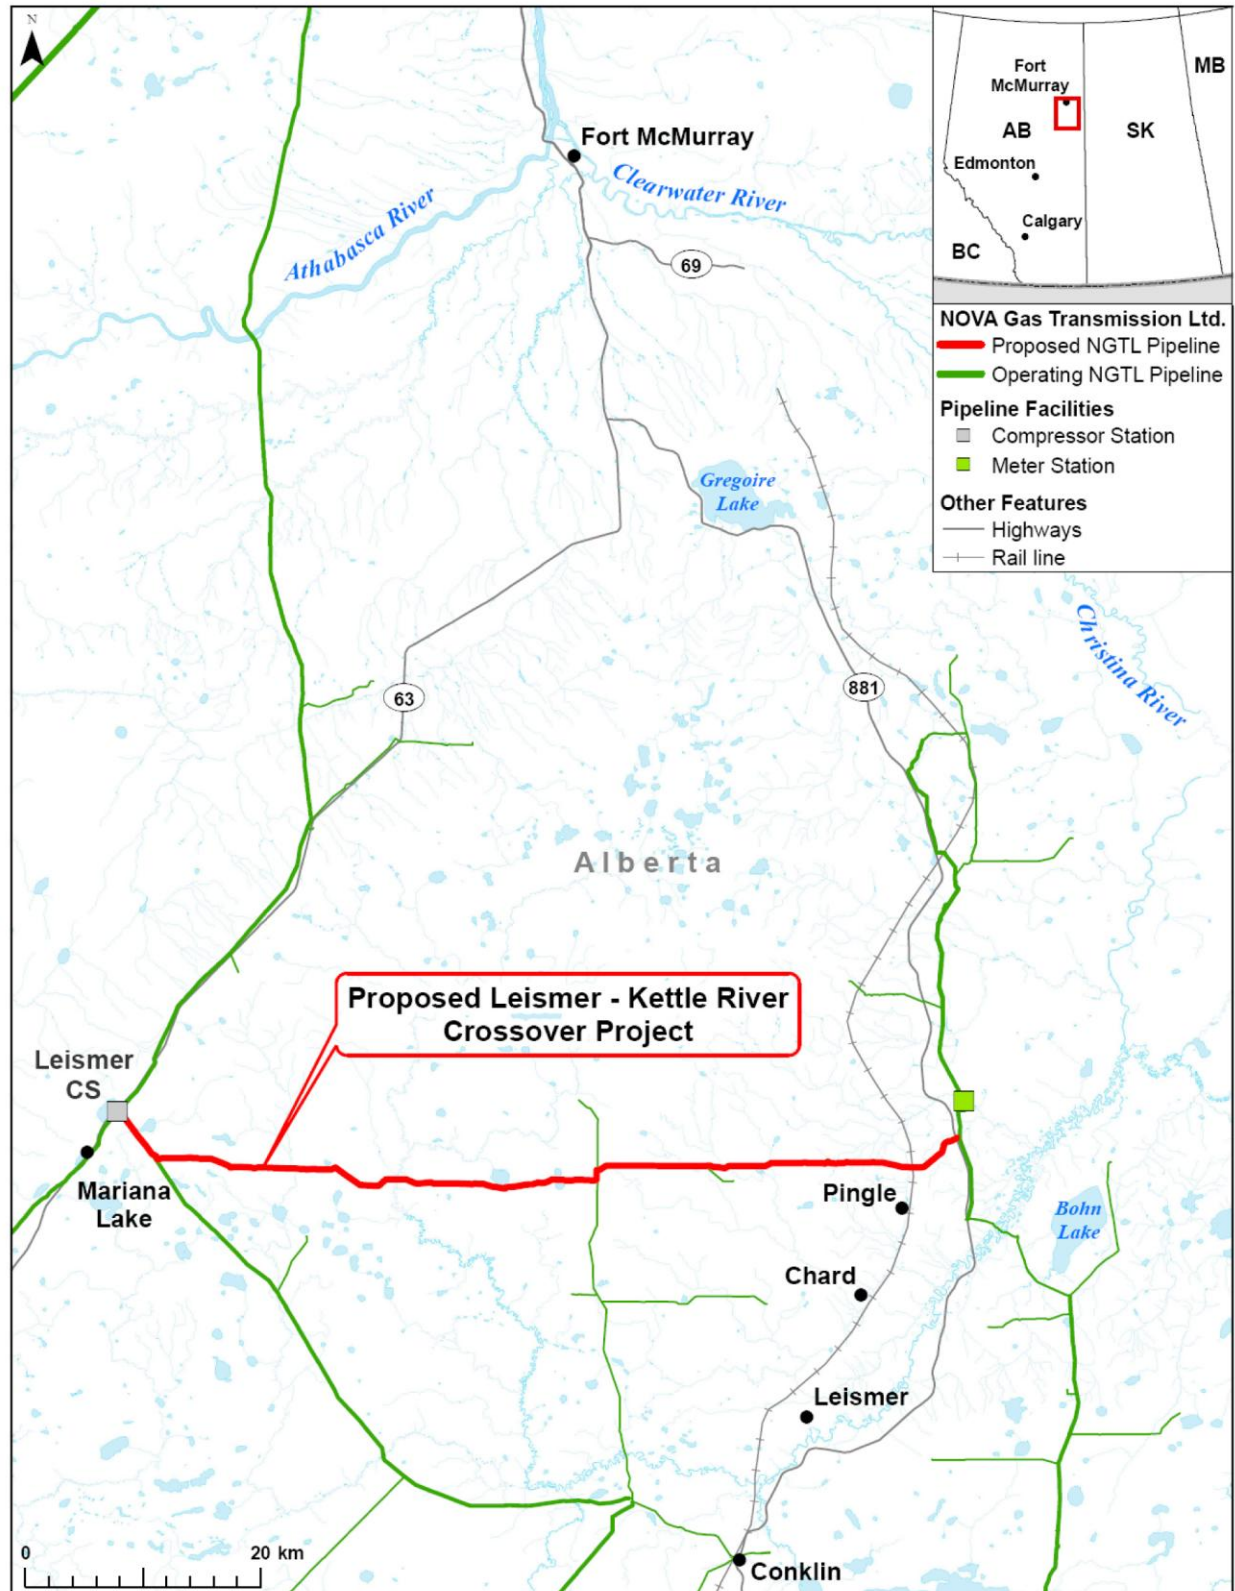 N
Fort McMurray
Clearwater River
Athabasca River
69
Gregoire
Lake
Christina River
63
881
Alberta
Proposed Leismer - Kettle River
Crossover Project
Leismer
CS
Mariana
Lake
Pingle
Bohn
Lake
Chard
Leismer
Conklin
0 20 km
Fort
McMurray
MB
AB
SK
Edmonton
Calgary
BC
NOVA Gas Transmission Ltd.
Proposed NGTL Pipeline
Operating NGTL Pipeline
Pipeline Facilities
Compressor Station
Meter Station
Other Features
Highways
Rail line